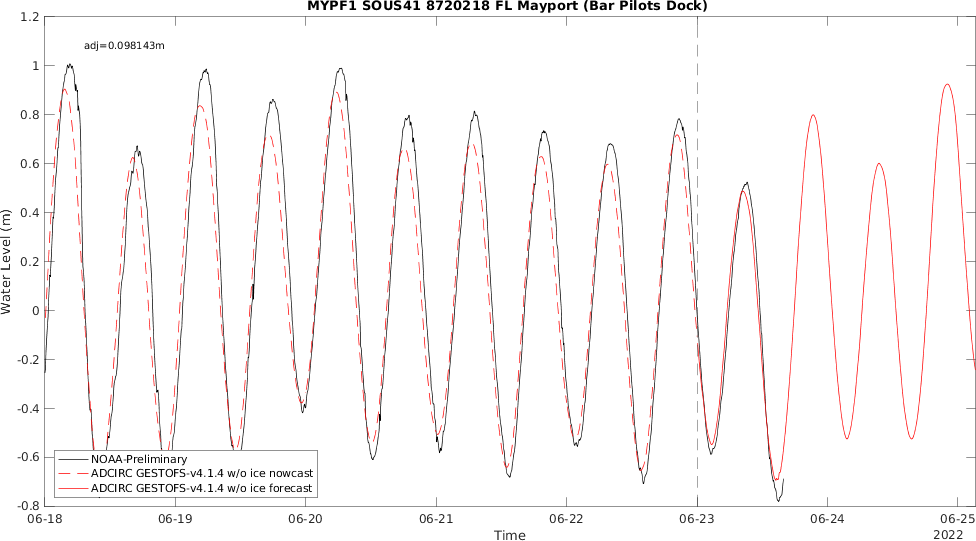 MYPF1 SOUS41 8720218 FL Mayport (Bar Pilots Dock)
adj=0.098143m
1.2
1
0.8
0.6
0.4
0.2
0
-0.2
-0.4
-0.6
-0.8
Water Level (m)
NOAA-Preliminary
ADCIRC GESTOFS-v4.1.4 w/o ice nowcast
ADCIRC GESTOFS-v4.1.4 w/o ice forecast
06-18 06-19 06-20 06-21 06-22 06-23 06-24 06-25
Time
2022